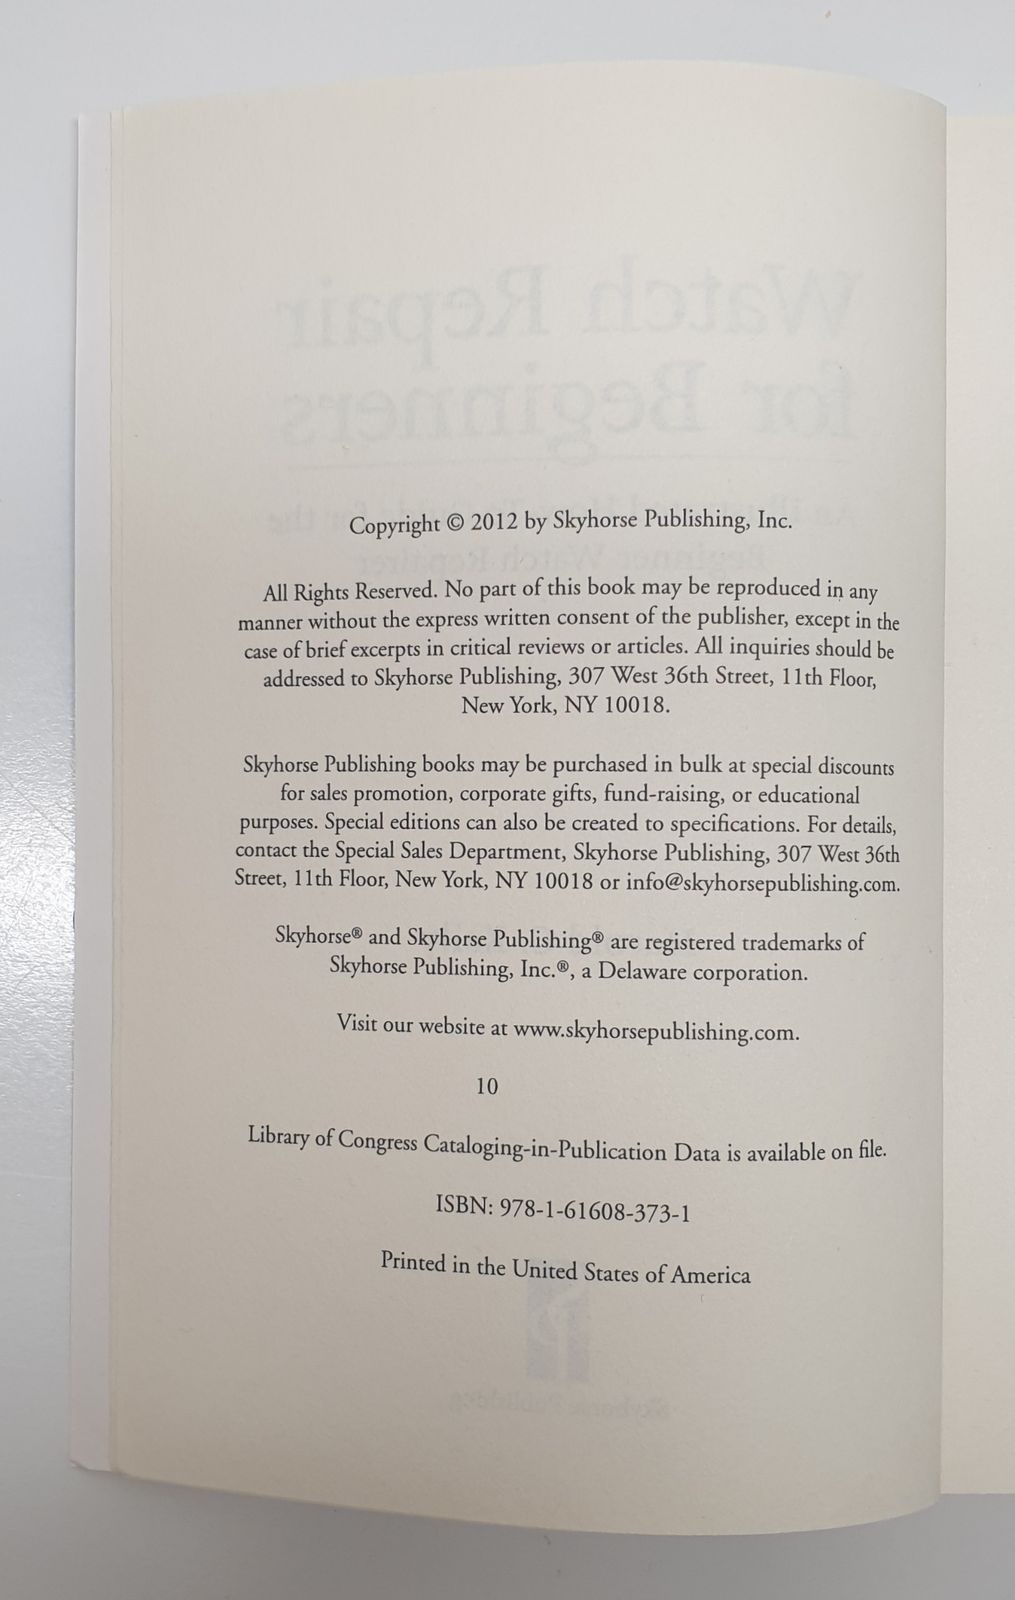 Watch Repair
for Beginners
Copyright © 2012 by Skyhorse Publishing, Inc.
All Rights Reserved. No part of this book may be reproduced in any
manner without the express written consent of the publisher, except in the
case of brief excerpts in critical reviews or articles. All inquiries should be
addressed to Skyhorse Publishing, 307 West 36th Street, 11th Floor,
New York, NY 10018.
Skyhorse Publishing books may be purchased in bulk at special discounts
for sales promotion, corporate gifts, fund-raising, or educational
purposes. Special editions can also be created to specifications. For details,
contact the Special Sales Department, Skyhorse Publishing, 307 West 36th
Street, 11th Floor, New York, NY 10018 or info@skyhorsepublishing.com.
Skyhorse® and Skyhorse Publishing® are registered trademarks of
Skyhorse Publishing, Inc.®, a Delaware corporation.
Visit our website at www.skyhorsepublishing.com.
10
Library of Congress Cataloging-in-Publication Data is available on file.
ISBN: 978-1-61608-373-1
Printed in the United States of America
Skyhorse Publishing